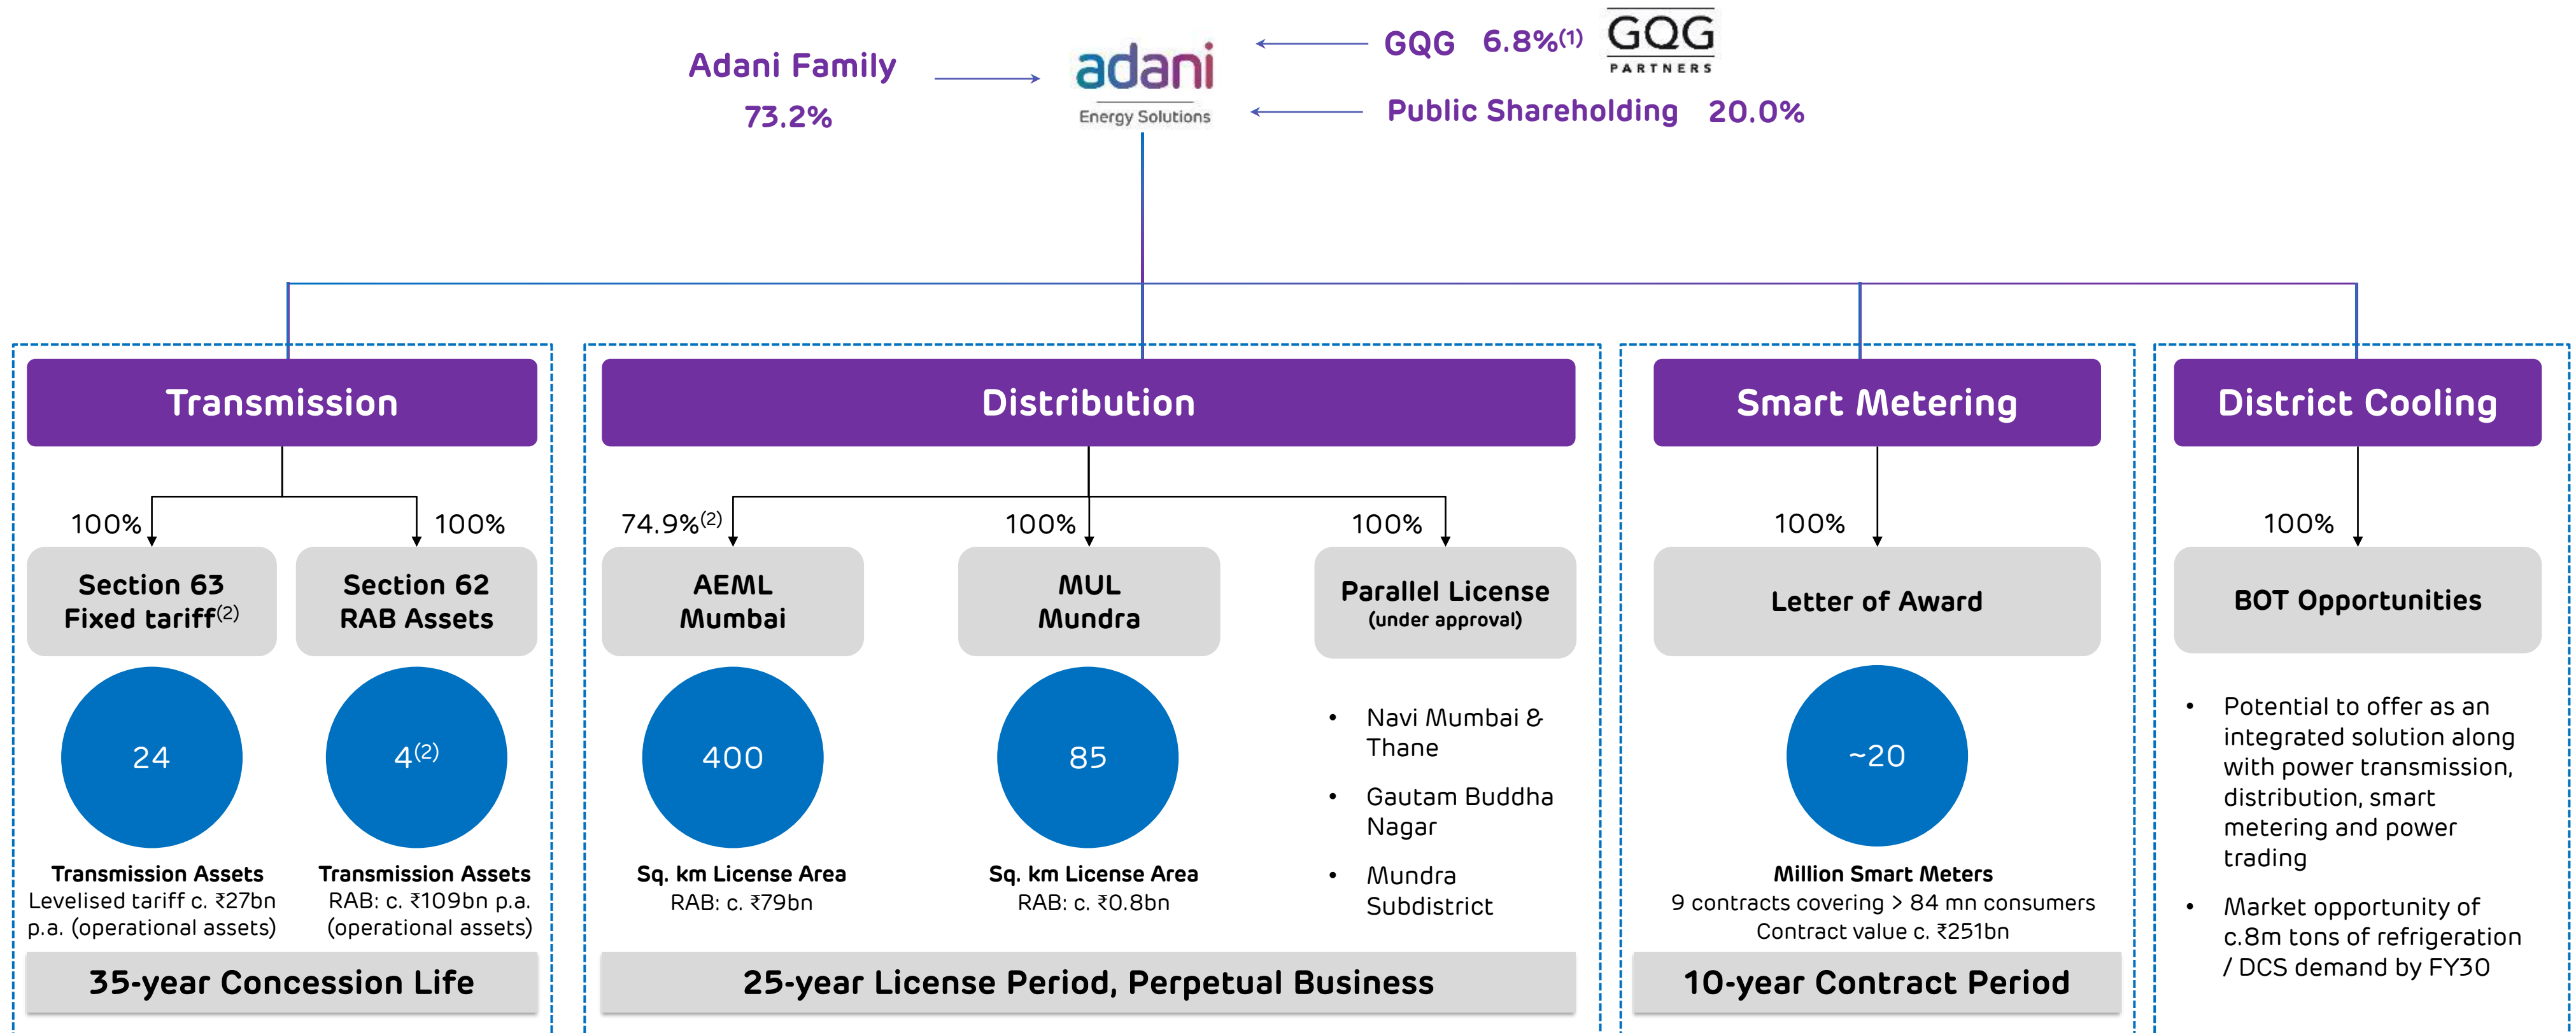 Adani Family
73.2%
adani
Energy Solutions
GQG 6.8%(1)
GQG
PARTNERS
Public Shareholding 20.0%
Transmission
100%
100%
Section 63
Fixed tariff(2)
Section 62
RAB Assets
24
4(2)
Transmission Assets
Levelised tariff c. ₹27bn
p.a. (operational assets)
Transmission Assets
RAB: c. ₹109bn p.a.
(operational assets)
35-year Concession Life
Distribution
74.9%(2)
100%
100%
AEML
Mumbai
MUL
Mundra
Parallel License
(under approval)
400
85
Sq. km License Area
RAB: c. ₹79bn
Sq. km License Area
RAB: c. ₹0.8bn
• Navi Mumbai &
Thane
• Gautam Buddha
Nagar
• Mundra
Subdistrict
25-year License Period, Perpetual Business
Smart Metering
100%
Letter of Award
~20
Million Smart Meters
9 contracts covering > 84 mn consumers
Contract value c. ₹251bn
10-year Contract Period
District Cooling
100%
BOT Opportunities
• Potential to offer as an
integrated solution along
with power transmission,
distribution, smart
metering and power
trading
• Market opportunity of
c.8m tons of refrigeration
/ DCS demand by FY30